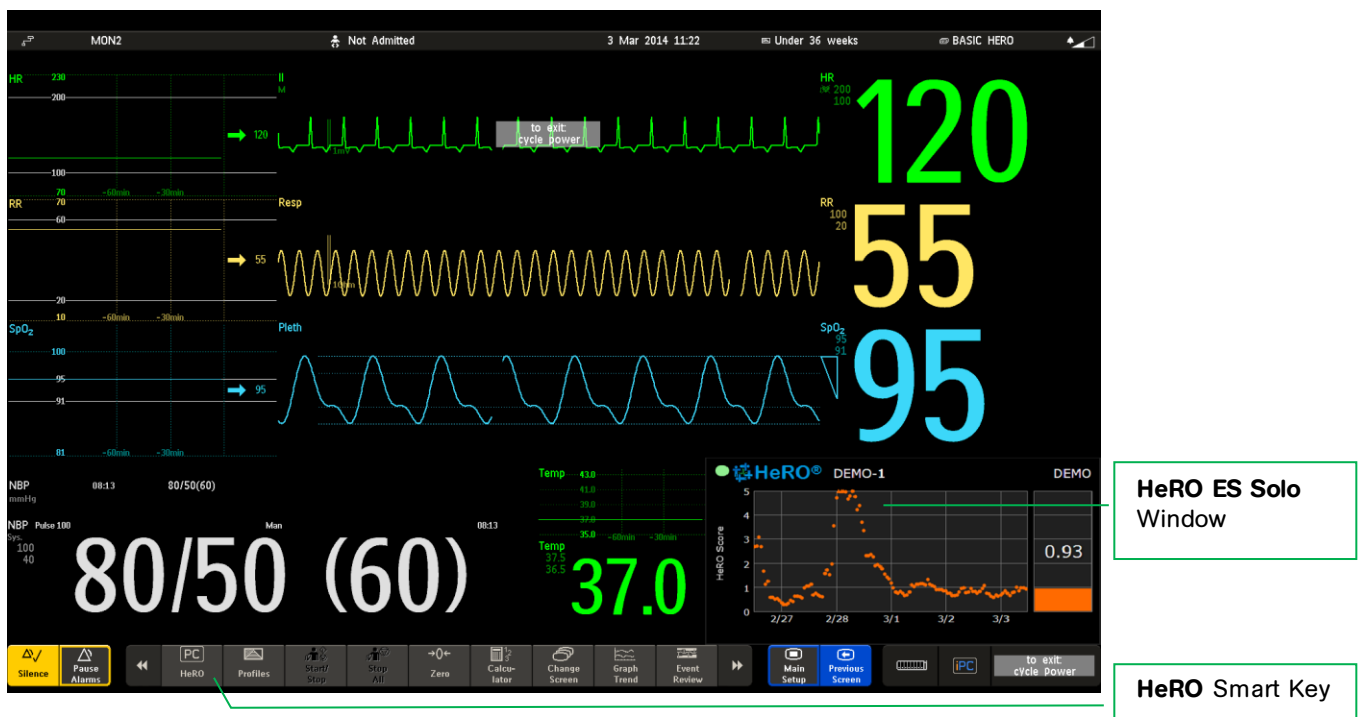 MON2 Not Admitted 3 Mar 2014 11:22 Under 36 weeks BASIC HERO
HR 230
200
120
100
70 -60min -30min
II
M
1mV
to exit:
cycle power
HR
200
100
120
RR 70
60
55
20
10 -60min -30min
Resp
10hm
RR
100
20
55
SpO2
100
95
95
91
81 -60min -30min
Pleth
SpO2
95
91
95
NBP 08:13 80/50(60)
mmHg
NBP Pulse 100 Man 08:13
Sys.
100
40
80/50 (60)
Temp 43.0
41.0
39.0
37.0
35.0 -60min -30min
Temp
37.5
36.5
37.0
HeRO® DEMO-1 DEMO
HeRO Score
5
4
3
2
1
0
2/27 2/28 3/1 3/2 3/3
0.93
HeRO ES Solo
Window
Silence
Pause
Alarms
PC
HeRO
Profiles
Start/
Stop
Stop
All
→0←
Zero
Calcu-
lator
Change
Screen
Graph
Trend
Event
Review
Main
Setup
Previous
Screen
iPC
to exit:
cycle Power
HeRO Smart Key